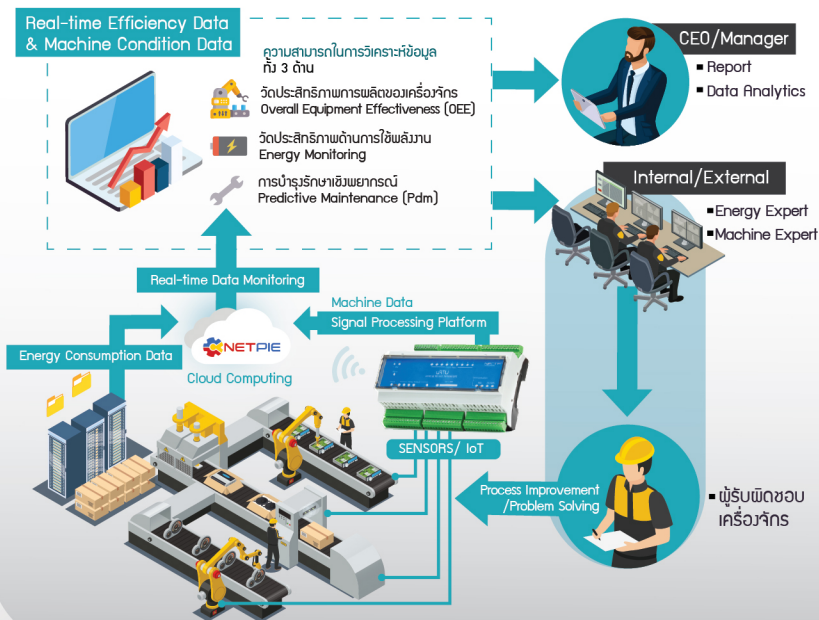 Real-time Efficiency Data
& Machine Condition Data
ความสามารถในการวิเคราะห์ข้อมูล
ทั้ง 3 ด้าน
วัดประสิทธิภาพการผลิตของเครื่องจักร
Overall Equipment Effectiveness (OEE)
วัดประสิทธิภาพด้านการใช้พลังงาน
Energy Monitoring
การบำรุงรักษาเชิงพยากรณ์
Predictive Maintenance (Pdm)
CEO/Manager
▪ Report
▪ Data Analytics
Internal/External
▪ Energy Expert
▪ Machine Expert
Real-time Data Monitoring
Machine Data
Signal Processing Platform
Energy Consumption Data
NETPIE
Cloud Computing
SENSORS/ IoT
Process Improvement
/Problem Solving
▪ ผู้รับผิดชอบ
เครื่องจักร